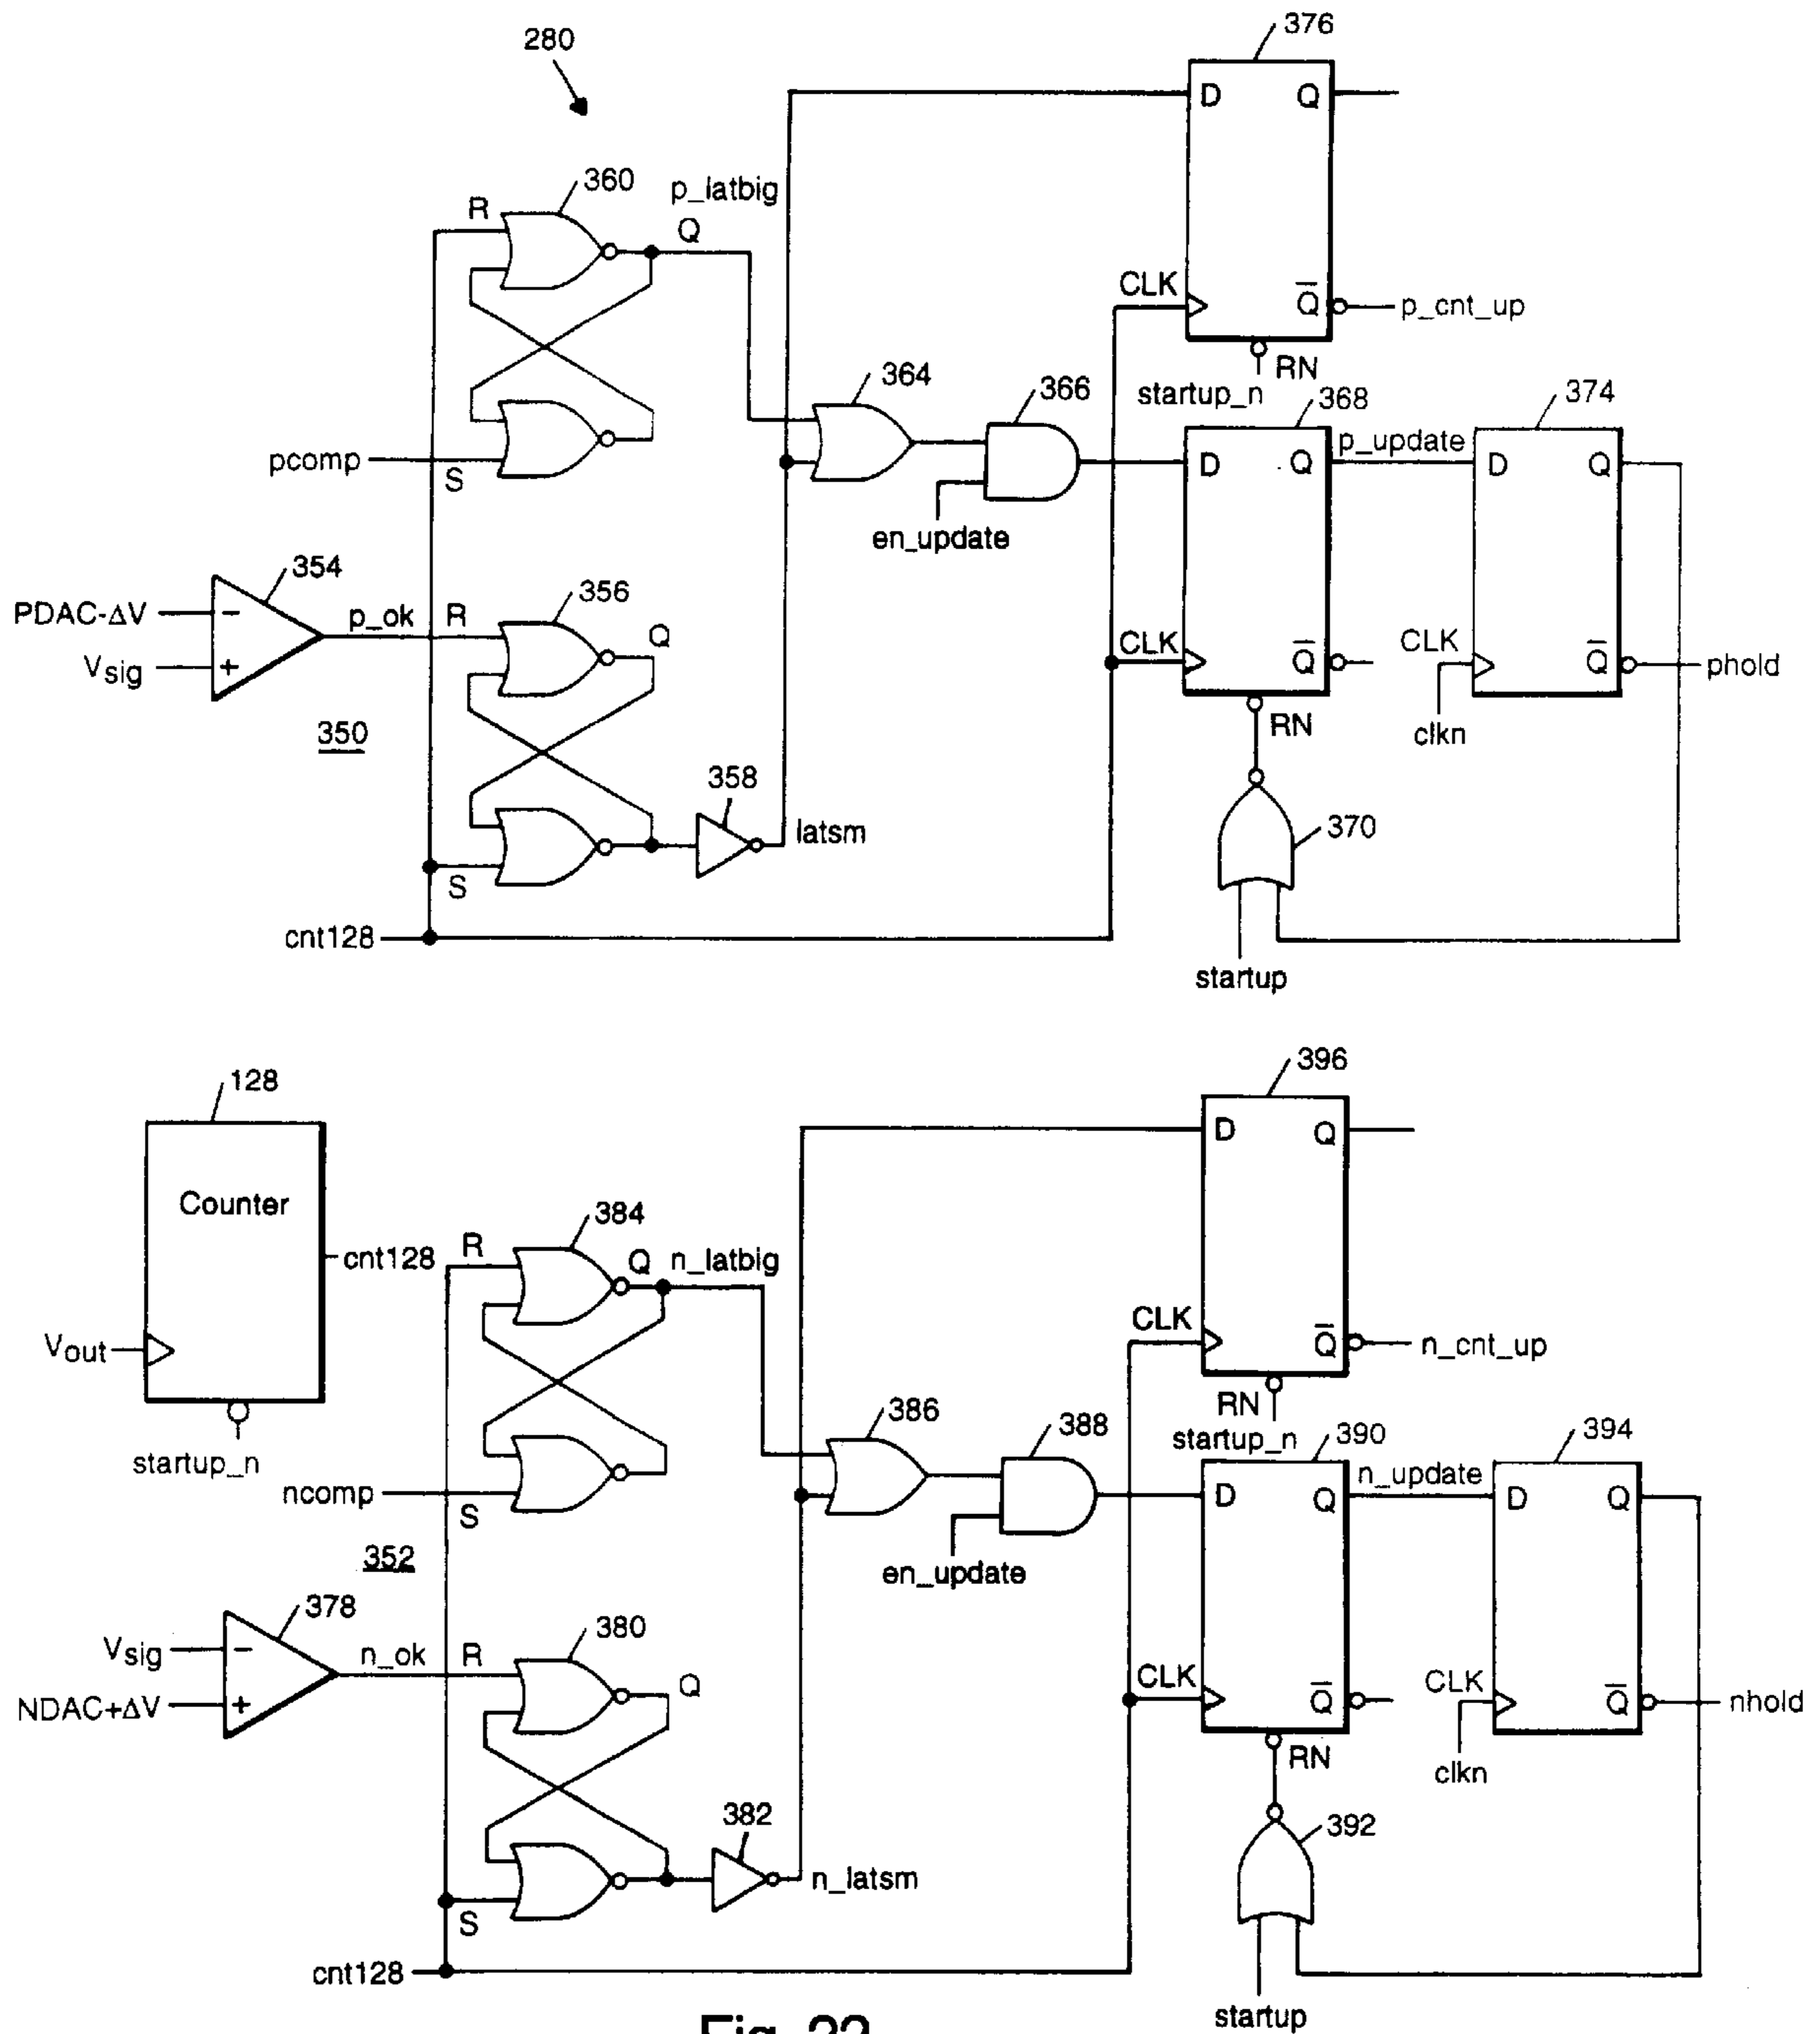 280
376
D Q
360
p_latbig
R
Q
CLK
Q
p_cnt_up
RN
startup_n
364
366
368
374
p_update
D Q
D Q
pcomp
S
en_update
354
356
PDAC-ΔV
-
p_ok
R
Q
Vsig
+
CLK
Q
CLK
Q
phold
RN
clkn
350
358
latsm
370
S
cnt128
startup
396
128
D Q
Counter
384
R
Q
n_latbig
cnt128
CLK
Q
n_cnt_up
Vout
RN
startup_n
386
388
390
394
n_update
startup_n
D Q
D Q
ncomp
S
352
en_update
378
380
Vsig
-
n_ok
R
Q
NDAC+ΔV
+
CLK
Q
CLK
Q
nhold
RN
clkn
382
392
n_latsm
S
cnt128
startup